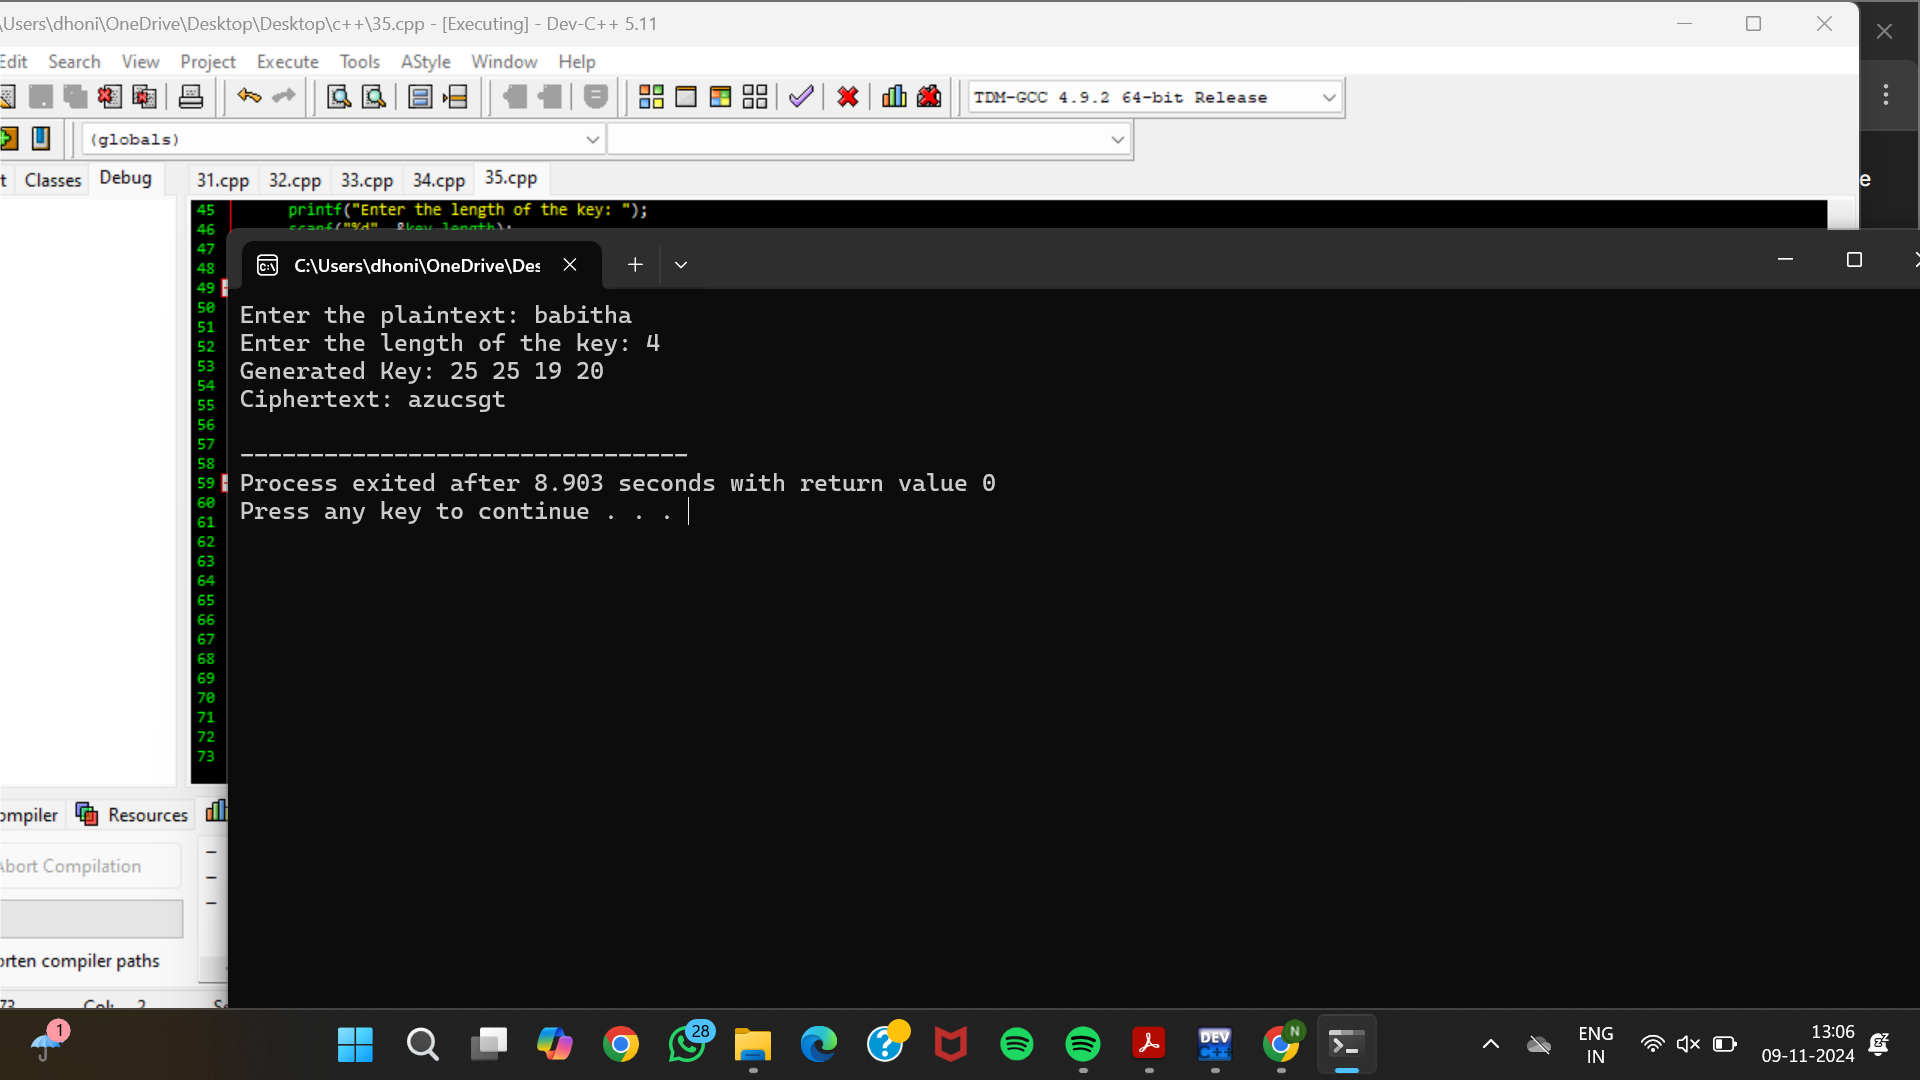 \Users\dhoni\OneDrive\Desktop\Desktop\c++\35.cpp - [Executing] - Dev-C++ 5.11
Edit Search View Project Execute Tools AStyle Window Help
TDM-GCC 4.9.2 64-bit Release
(globals)
t Classes Debug 31.cpp 32.cpp 33.cpp 34.cpp 35.cpp
e
45 printf("Enter the length of the key: ");
46 scanf("%d", &key_length);
47
48
49
50
51
52
53
54
55
56
57
58
59
60
61
62
63
64
65
66
67
68
69
70
71
72
73
C:\Users\dhoni\OneDrive\Des
Enter the plaintext: babitha
Enter the length of the key: 4
Generated Key: 25 25 19 20
Ciphertext: azucsgt
--------------------------------
Process exited after 8.903 seconds with return value 0
Press any key to continue . . .
ompiler Resources
Abort Compilation
orten compiler paths
73 Col: 2 Se
1
28
DEV
C++
N
ENG
IN
13:06
09-11-2024